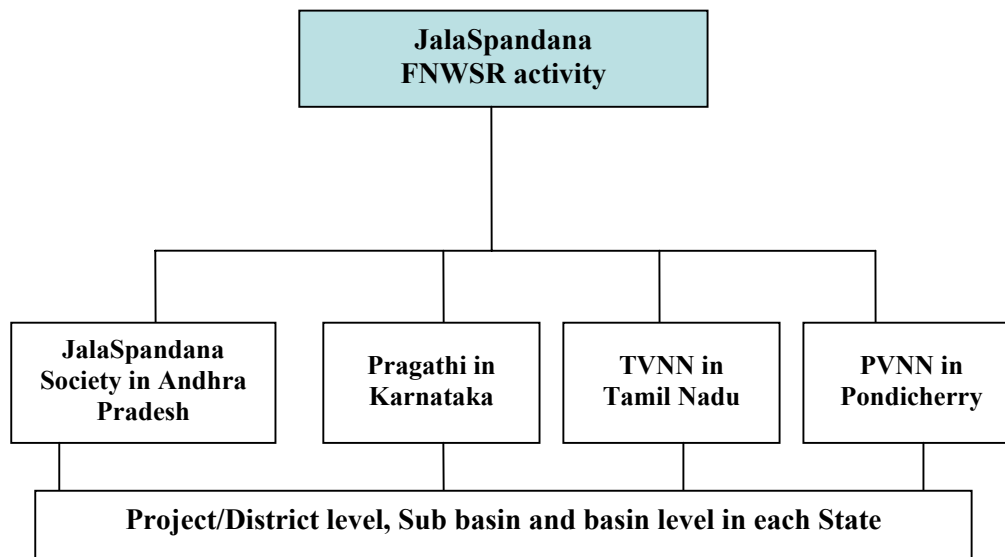 JalaSpandana
FNWSR activity
JalaSpandana
Society in Andhra
Pradesh
Pragathi in
Karnataka
TVNN in
Tamil Nadu
PVNN in
Pondicherry
Project/District level, Sub basin and basin level in each State